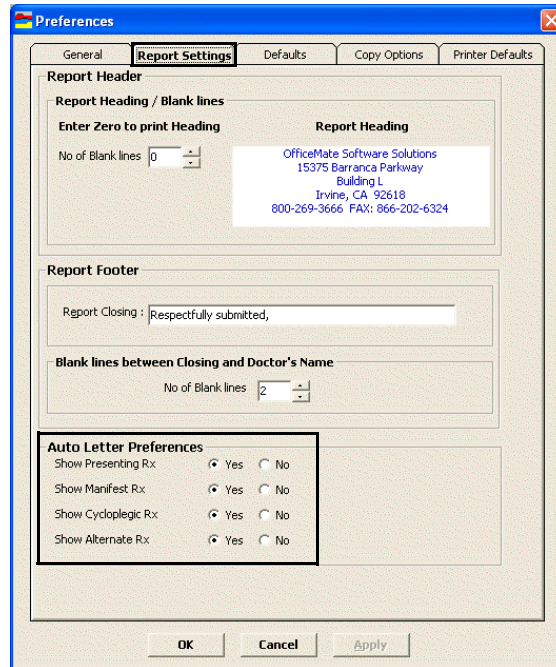 Preferences
General Report Settings Defaults Copy Options Printer Defaults
Report Header
Report Heading / Blank lines
Enter Zero to print Heading Report Heading
No of Blank lines 0
OfficeMate Software Solutions
15375 Barranca Parkway
Building L
Irvine, CA 92618
800-269-3666 FAX: 866-202-6324
Report Footer
Report Closing : Respectfully submitted,
Blank lines between Closing and Doctor's Name
No of Blank lines 2
Auto Letter Preferences
Show Presenting Rx Yes No
Show Manifest Rx Yes No
Show Cycloplegic Rx Yes No
Show Alternate Rx Yes No
OK Cancel Apply